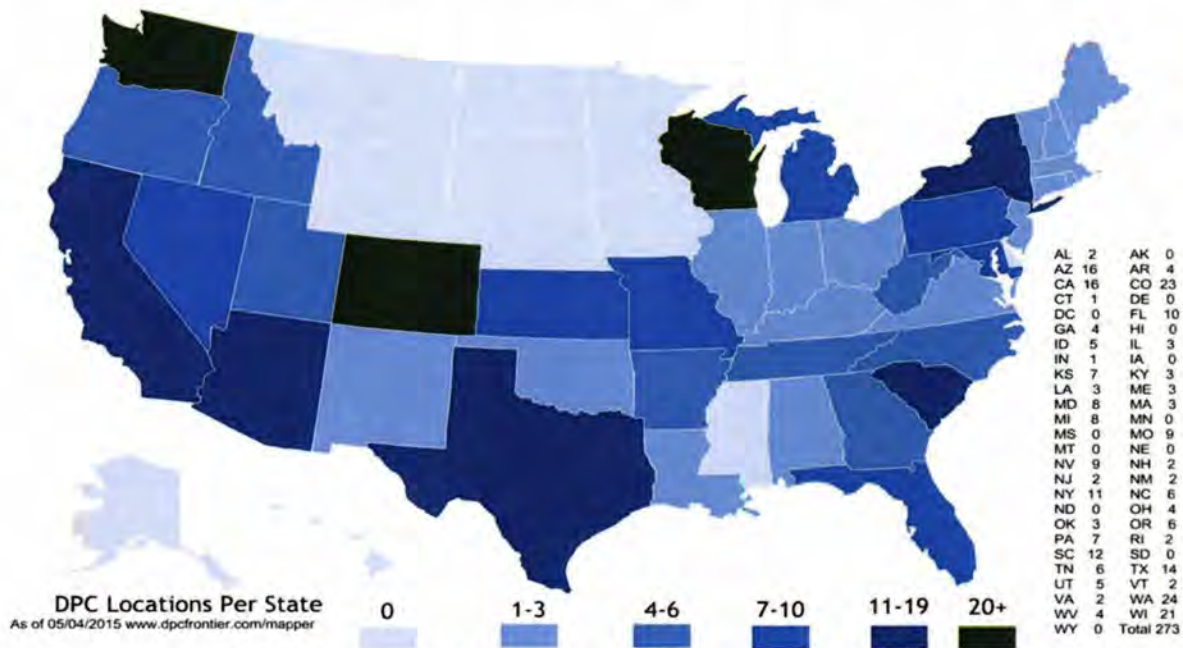 AL 2 AK 0
AZ 16 AR 4
CA 16 CO 23
CT 1 DE 0
DC 0 FL 10
GA 4 HI 0
ID 5 IL 3
IN 1 IA 0
KS 7 KY 3
LA 3 ME 3
MD 8 MA 3
MI 8 MN 0
MS 0 MO 9
MT 0 NE 0
NV 9 NH 2
NJ 2 NM 2
NY 11 NC 6
ND 0 OH 4
OK 3 OR 6
PA 7 RI 2
SC 12 SD 0
TN 6 TX 14
UT 5 VT 2
VA 2 WA 24
WV 4 WI 21
WY 0 Total 273
DPC Locations Per State
As of 05/04/2015 www.dpcfrontier.com/mapper
0 1-3 4-6 7-10 11-19 20+